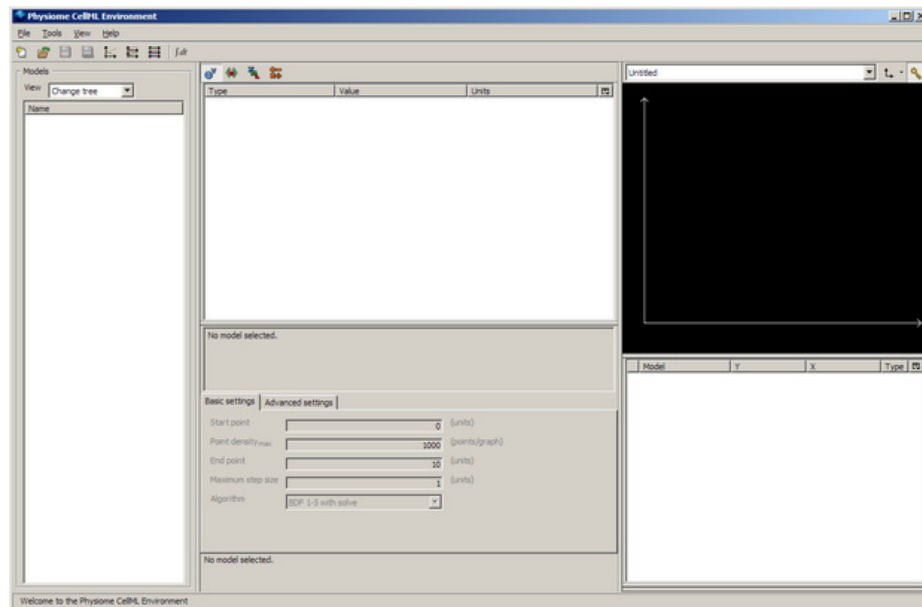 Physiome CellML Environment
File Tools View Help
Models
View Change tree
Name
Type Value Units
No model selected.
Basic settings Advanced settings
Start point 0 (units)
Point densitymax 1000 (points/graph)
End point 10 (units)
Maximum step size 1 (units)
Algorithm BDF 1-5 with solve
No model selected.
Untitled
Model Y X Type
Welcome to the Physiome CellML Environment